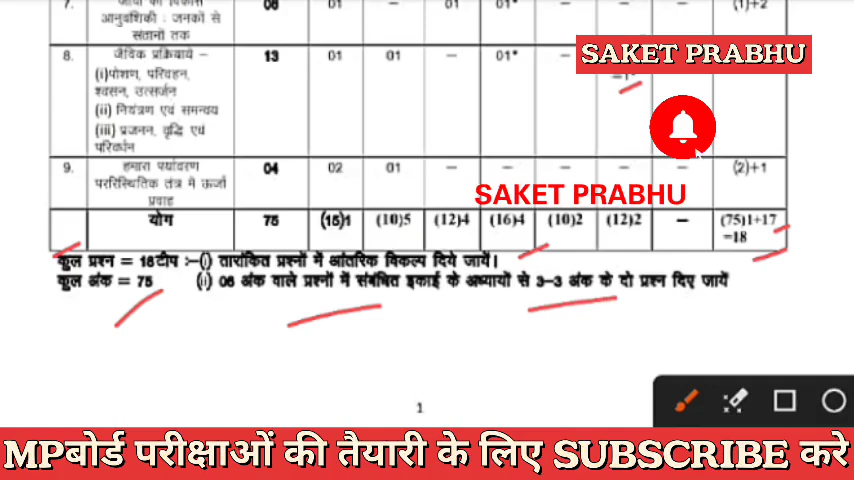 7. 08 01 – 01 01* (1)+2
आनुवंशिकी : जनकों से
संतानों तक
8. जैविक प्रक्रियायें – 13 01 01 – 01* –
(i)पोषण, परिवहन,
श्वसन, उत्सर्जन
(ii) नियंत्रण एवं समन्वय
(iii) प्रजनन, वृद्धि एवं
परिवर्धन
SAKET PRABHU
9. हमारा पर्यावरण 04 02 01 – – – – – (2)+1
पररिस्थितिक तंत्र में ऊर्जा
प्रवाह
SAKET PRABHU
योग 75 (15)1 (10)5 (12)4 (16)4 (10)2 (12)2 – (75)1+17
=18
कुल प्रश्न = 18टीप :–(i) तारांकित प्रश्नों में आंतरिक विकल्प दिये जायें।
कुल अंक = 75 (ii) 06 अंक वाले प्रश्नों में संबंधित इकाई के अध्यायों से 3–3 अंक के दो प्रश्न दिए जायें
1
MPबोर्ड परीक्षाओं की तैयारी के लिए SUBSCRIBE करे